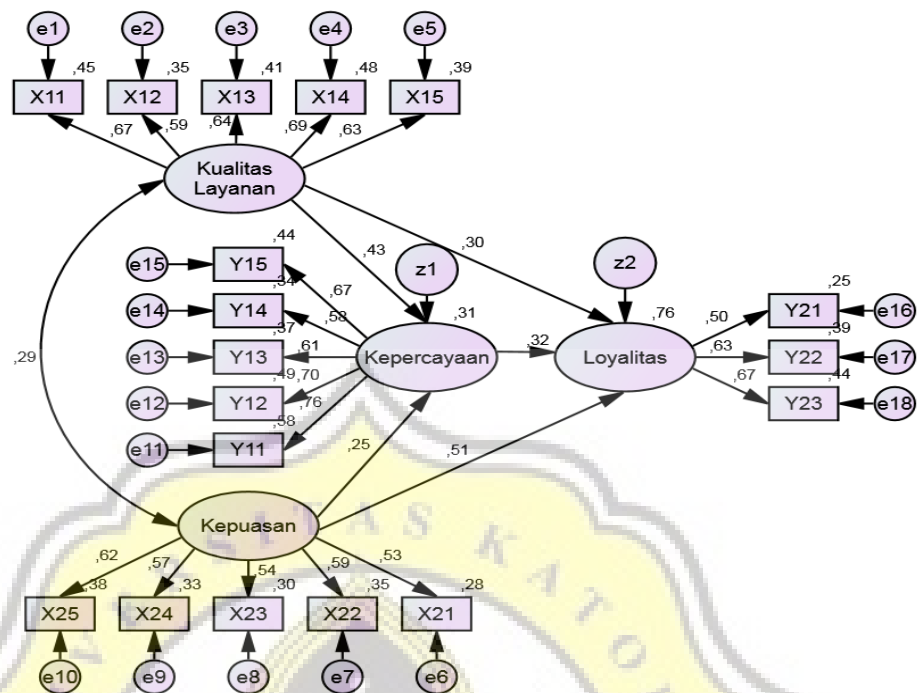 e1 e2 e3 e4 e5
,45 ,35 ,41 ,48 ,39
X11 X12 X13 X14 X15
,67 ,59 ,64 ,69 ,63
Kualitas
Layanan
,44
e15 Y15
,43 ,30
z1 z2
,67
,34
e14 Y14
,58
,31 ,76
,25
Y21 e16
,50
,37
e13 Y13
,61
Kepercayaan
,32
Loyalitas
,63
,39
Y22 e17
,29
,49 ,70
e12 Y12
,76
,67
,44
Y23 e18
,58
e11 Y11
,25 ,51
Kepuasan
,62 ,57 ,54 ,59 ,53
,38 ,33 ,30 ,35 ,28
X25 X24 X23 X22 X21
e10 e9 e8 e7 e6
SITAS KATO